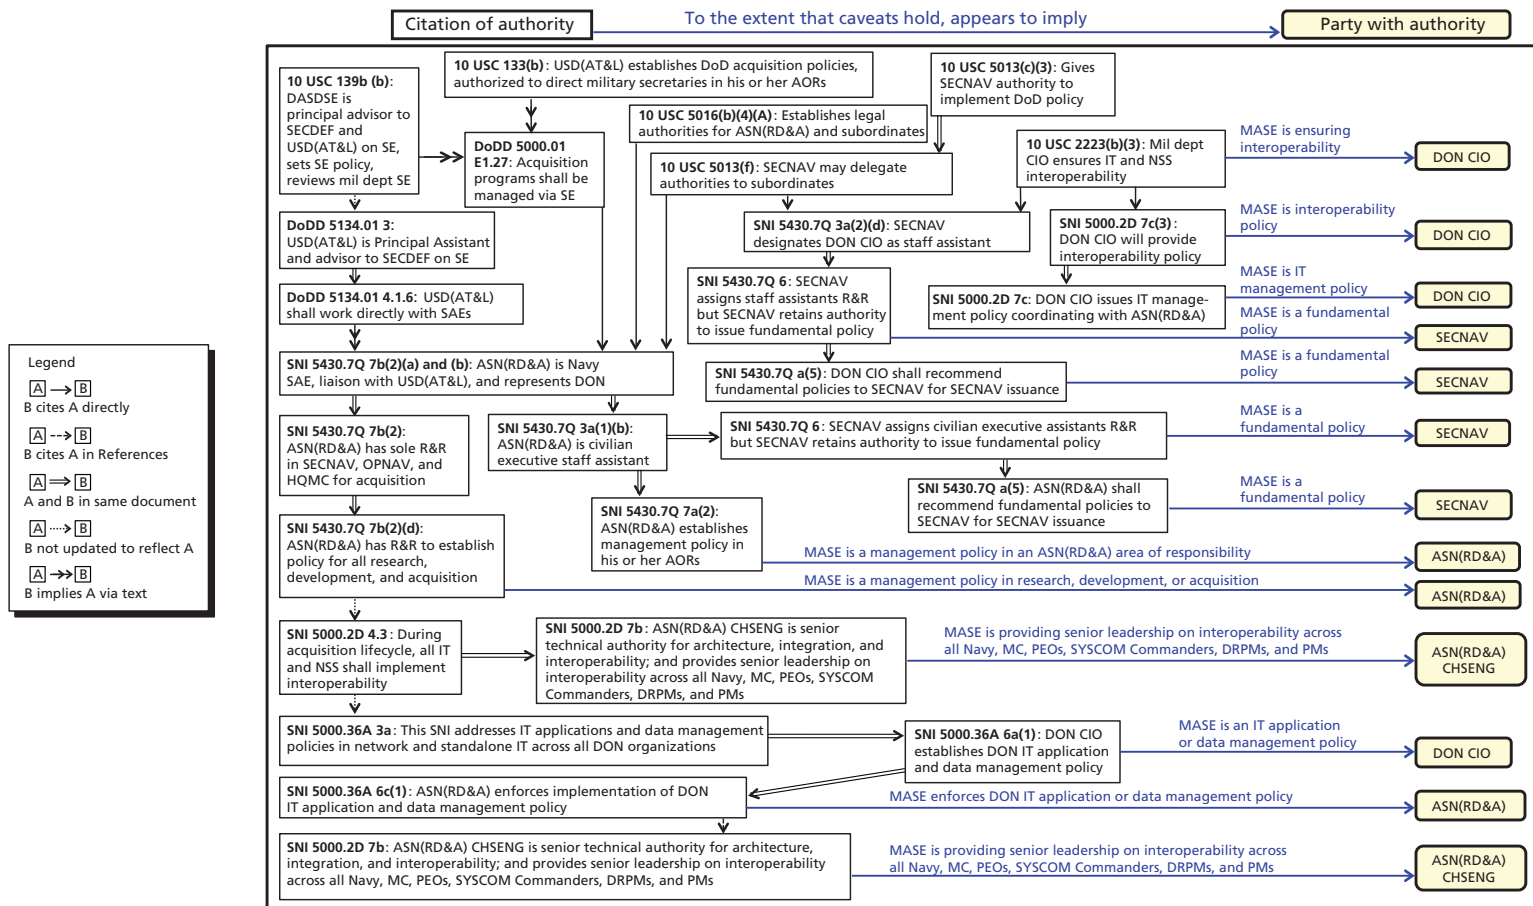 Citation of authority
To the extent that caveats hold, appears to imply
Party with authority
10 USC 139b (b):
DASDSE is
principal advisor to
SECDEF and
USD(AT&L) on SE,
sets SE policy,
reviews mil dept SE
10 USC 133(b): USD(AT&L) establishes DoD acquisition policies,
authorized to direct military secretaries in his or her AORs
10 USC 5013(c)(3): Gives
SECNAV authority to
implement DoD policy
10 USC 5016(b)(4)(A): Establishes legal
authorities for ASN(RD&A) and subordinates
DoDD 5000.01
E1.27: Acquisition
programs shall be
managed via SE
10 USC 5013(f): SECNAV may delegate
authorities to subordinates
10 USC 2223(b)(3): Mil dept
CIO ensures IT and NSS
interoperability
MASE is ensuring
interoperability
DON CIO
DoDD 5134.01 3:
USD(AT&L) is Principal Assistant
and advisor to SECDEF on SE
SNI 5430.7Q 3a(2)(d): SECNAV
designates DON CIO as staff assistant
SNI 5000.2D 7c(3):
DON CIO will provide
interoperability policy
MASE is interoperability
policy
DON CIO
DoDD 5134.01 4.1.6: USD(AT&L)
shall work directly with SAEs
SNI 5430.7Q 6: SECNAV
assigns staff assistants R&R
but SECNAV retains authority
to issue fundamental policy
SNI 5000.2D 7c: DON CIO issues IT manage-
ment policy coordinating with ASN(RD&A)
MASE is IT
management policy
DON CIO
MASE is a fundamental
policy
SECNAV
SNI 5430.7Q 7b(2)(a) and (b): ASN(RD&A) is Navy
SAE, liaison with USD(AT&L), and represents DON
SNI 5430.7Q a(5): DON CIO shall recommend
fundamental policies to SECNAV for SECNAV issuance
MASE is a fundamental
policy
SECNAV
Legend
A B
B cites A directly
A B
B cites A in References
A B
A and B in same document
A B
B not updated to reflect A
A B
B implies A via text
SNI 5430.7Q 7b(2):
ASN(RD&A) has sole R&R
in SECNAV, OPNAV, and
HQMC for acquisition
SNI 5430.7Q 3a(1)(b):
ASN(RD&A) is civilian
executive staff assistant
SNI 5430.7Q 6: SECNAV assigns civilian executive assistants R&R
but SECNAV retains authority to issue fundamental policy
MASE is a
fundamental policy
SECNAV
SNI 5430.7Q a(5): ASN(RD&A) shall
recommend fundamental policies to
SECNAV for SECNAV issuance
MASE is a
fundamental policy
SECNAV
SNI 5430.7Q 7b(2)(d):
ASN(RD&A) has R&R to establish
policy for all research,
development, and acquisition
SNI 5430.7Q 7a(2):
ASN(RD&A) establishes
management policy in
his or her AORs
MASE is a management policy in an ASN(RD&A) area of responsibility
ASN(RD&A)
MASE is a management policy in research, development, or acquisition
ASN(RD&A)
SNI 5000.2D 4.3: During
acquisition lifecycle, all IT
and NSS shall implement
interoperability
SNI 5000.2D 7b: ASN(RD&A) CHSENG is senior
technical authority for architecture, integration, and
interoperability; and provides senior leadership on
interoperability across all Navy, MC, PEOs, SYSCOM
Commanders, DRPMs, and PMs
MASE is providing senior leadership on interoperability across
all Navy, MC, PEOs, SYSCOM Commanders, DRPMs, and PMs
ASN(RD&A)
CHSENG
SNI 5000.36A 3a: This SNI addresses IT applications and data management
policies in network and standalone IT across all DON organizations
SNI 5000.36A 6a(1): DON CIO
establishes DON IT application
and data management policy
MASE is an IT application
or data management policy
DON CIO
SNI 5000.36A 6c(1): ASN(RD&A) enforces implementation of DON
IT application and data management policy
MASE enforces DON IT application or data management policy
ASN(RD&A)
SNI 5000.2D 7b: ASN(RD&A) CHSENG is senior technical authority for architecture,
integration, and interoperability; and provides senior leadership on interoperability
across all Navy, MC, PEOs, SYSCOM Commanders, DRPMs, and PMs
MASE is providing senior leadership on interoperability across
all Navy, MC, PEOs, SYSCOM Commanders, DRPMs, and PMs
ASN(RD&A)
CHSENG